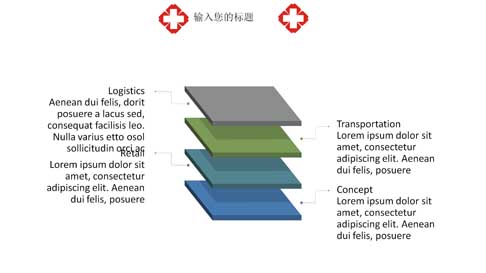 输入您的标题
Logistics
Aenean dui felis, dorit
posuere a lacus sed,
consequat facilisis leo.
Nulla varius etto osol
sollicitudin orci ac
Retail
Lorem ipsum dolor sit
amet, consectetur
adipiscing elit. Aenean
dui felis, posuere
Transportation
Lorem ipsum dolor sit
amet, consectetur
adipiscing elit. Aenean
dui felis, posuere
Concept
Lorem ipsum dolor sit
amet, consectetur
adipiscing elit. Aenean
dui felis, posuere